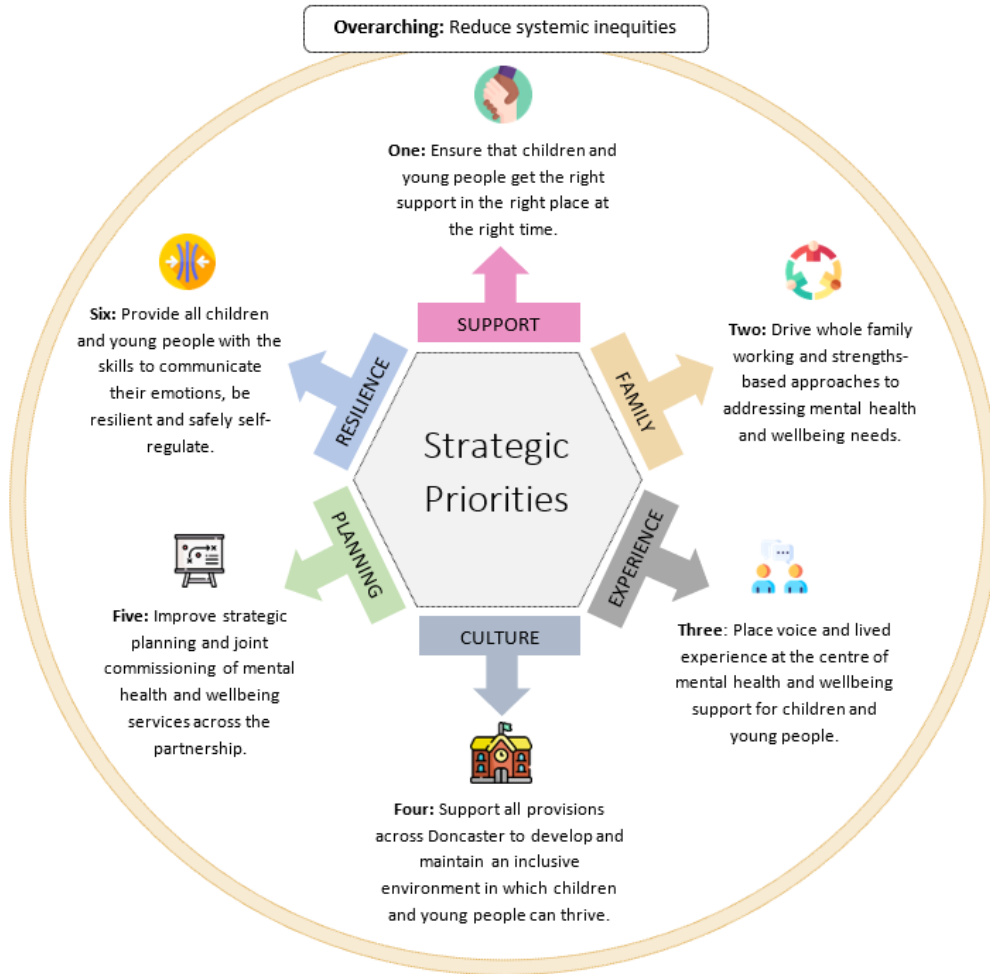 Overarching: Reduce systemic inequities
One: Ensure that children and
young people get the right
support in the right place at
the right time.
SUPPORT
Two: Drive whole family
working and strengths-
based approaches to
addressing mental health
and wellbeing needs.
FAMILY
Three: Place voice and lived
experience at the centre of
mental health and wellbeing
support for children and
young people.
EXPERIENCE
Four: Support all provisions
across Doncaster to develop and
maintain an inclusive
environment in which children
and young people can thrive.
CULTURE
Five: Improve strategic
planning and joint
commissioning of mental
health and wellbeing
services across the
partnership.
PLANNING
Six: Provide all children
and young people with the
skills to communicate
their emotions, be
resilient and safely self-
regulate.
RESILIENCE
Strategic
Priorities